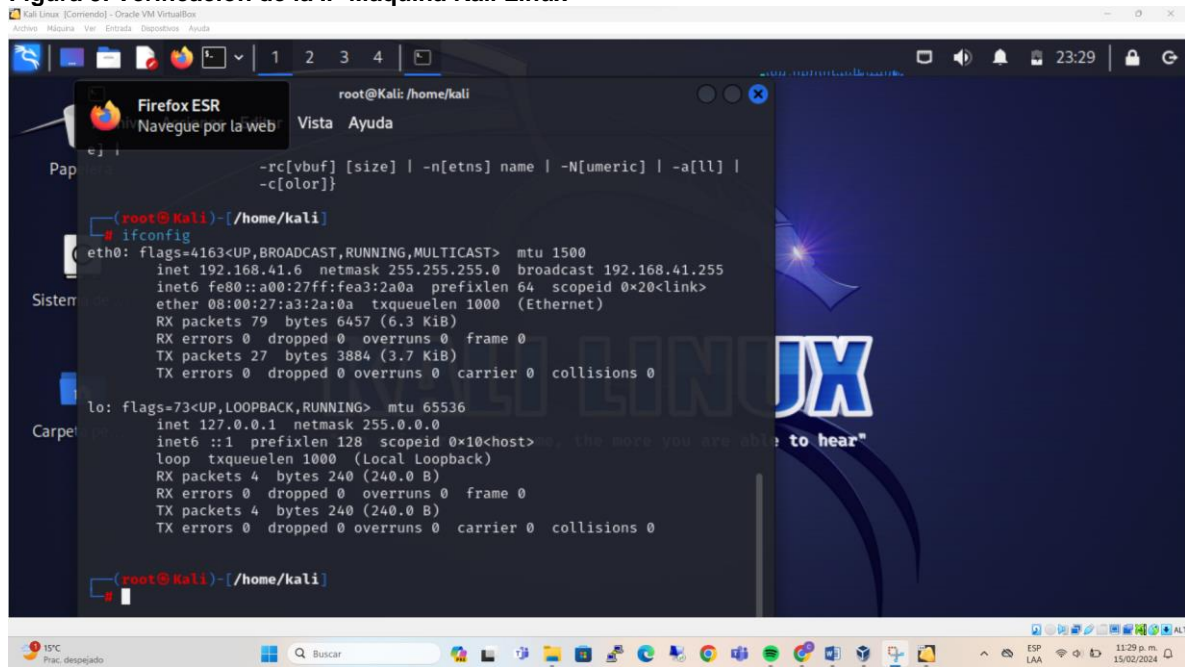 Kali Linux [Corriendo] - Oracle VM VirtualBox
Archivo Máquina Ver Entrada Dispositivos Ayuda
1 2 3 4
23:29
root@Kali: /home/kali
Firefox ESR
Navegue por la web
Vista Ayuda
e] |
-rc[vbuf] [size] | -n[etns] name | -N[umeric] | -a[ll] |
-c[olor]}
(root㉿Kali)-[/home/kali]
# ifconfig
eth0: flags=4163<UP,BROADCAST,RUNNING,MULTICAST> mtu 1500
inet 192.168.41.6 netmask 255.255.255.0 broadcast 192.168.41.255
inet6 fe80::a00:27ff:fea3:2a0a prefixlen 64 scopeid 0×20<link>
ether 08:00:27:a3:2a:0a txqueuelen 1000 (Ethernet)
RX packets 79 bytes 6457 (6.3 KiB)
RX errors 0 dropped 0 overruns 0 frame 0
TX packets 27 bytes 3884 (3.7 KiB)
TX errors 0 dropped 0 overruns 0 carrier 0 collisions 0
lo: flags=73<UP,LOOPBACK,RUNNING> mtu 65536
inet 127.0.0.1 netmask 255.0.0.0
inet6 ::1 prefixlen 128 scopeid 0×10<host>
loop txqueuelen 1000 (Local Loopback)
RX packets 4 bytes 240 (240.0 B)
RX errors 0 dropped 0 overruns 0 frame 0
TX packets 4 bytes 240 (240.0 B)
TX errors 0 dropped 0 overruns 0 carrier 0 collisions 0
(root㉿Kali)-[/home/kali]
#
Pap
Sistem
Carpet
KALI LINUX
the more you are able to hear"
15°C
Prac. despejado
Buscar
ESP
LAA
11:29 p. m.
15/02/2024